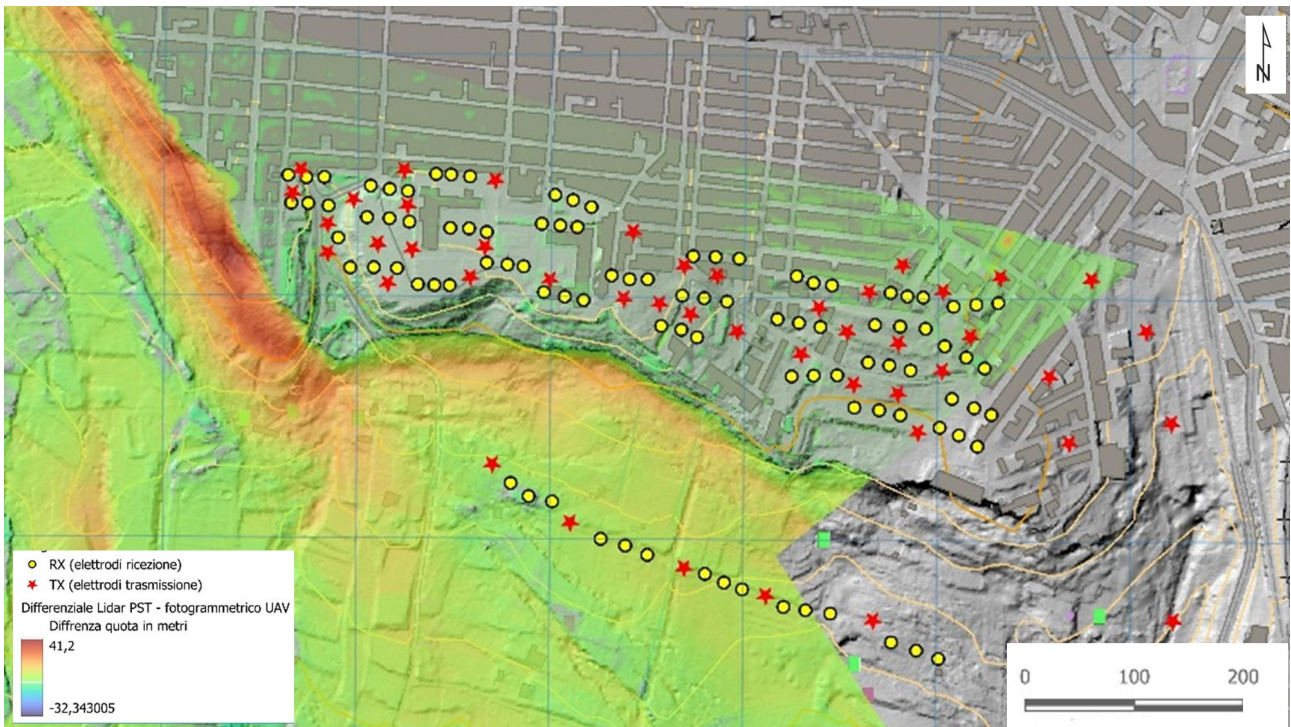 N
RX (elettrodi ricezione)
TX (elettrodi trasmissione)
Differenziale Lidar PST - fotogrammetrico UAV
Diffrenza quota in metri
41,2
-32,343005
0 100 200